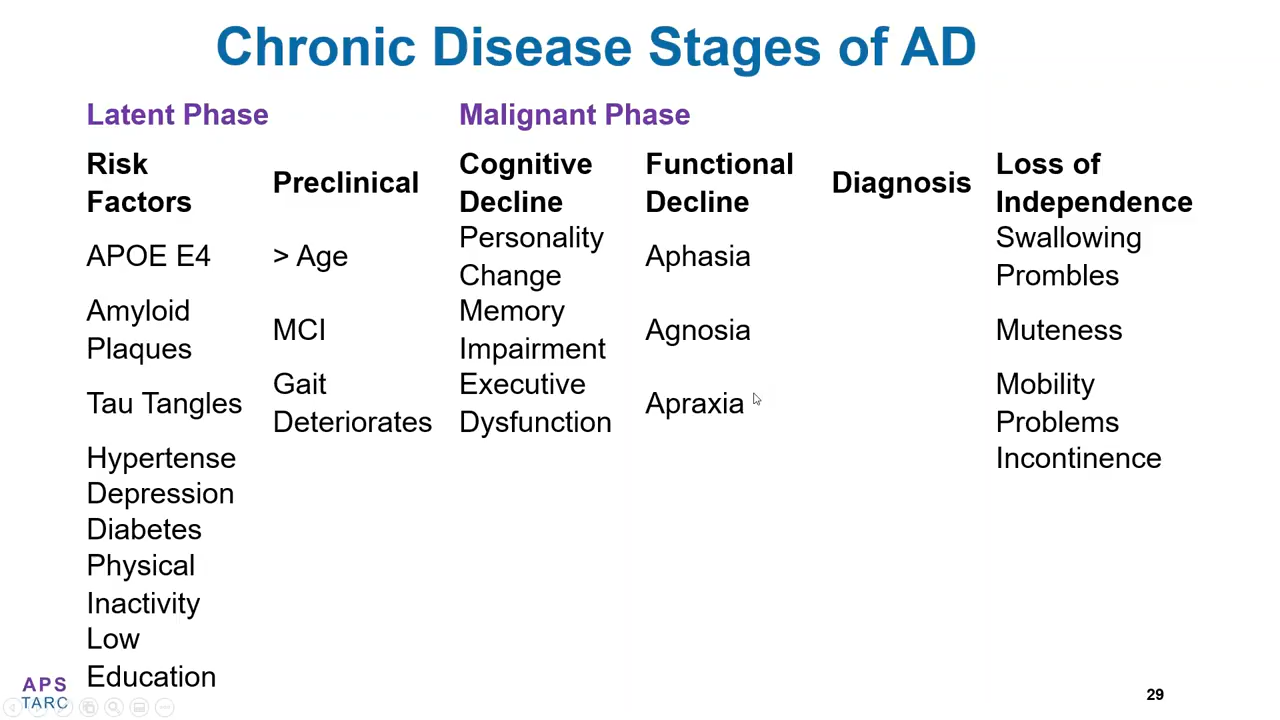 Chronic Disease Stages of AD
Latent Phase
Malignant Phase
Risk
Factors
Preclinical
Cognitive
Decline
Functional
Decline
Diagnosis
Loss of
Independence
APOE E4
> Age
Personality
Change
Aphasia
Swallowing
Prombles
Amyloid
Plaques
MCI
Memory
Impairment
Agnosia
Muteness
Tau Tangles
Gait
Deteriorates
Executive
Dysfunction
Apraxia
Mobility
Problems
Hypertense
Incontinence
Depression
Diabetes
Physical
Inactivity
Low
Education
APS
TARC
29